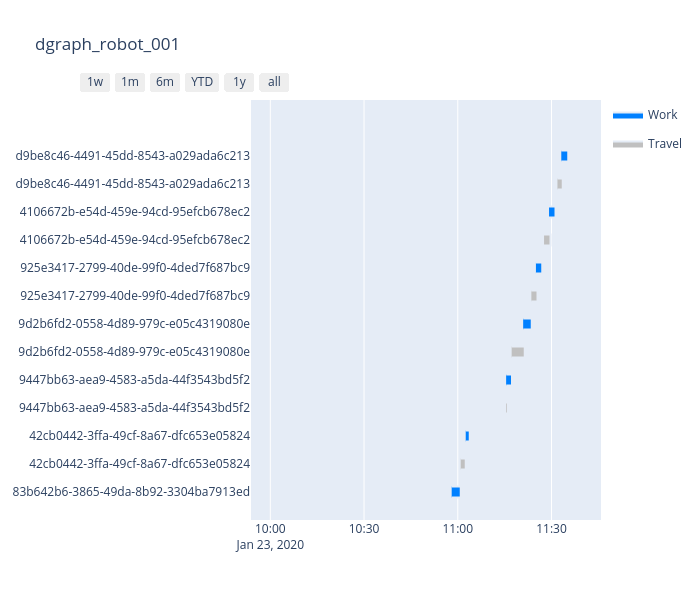 dgraph_robot_001
1w 1m 6m YTD 1y all
Work
Travel
d9be8c46-4491-45dd-8543-a029ada6c213
d9be8c46-4491-45dd-8543-a029ada6c213
4106672b-e54d-459e-94cd-95efcb678ec2
4106672b-e54d-459e-94cd-95efcb678ec2
925e3417-2799-40de-99f0-4ded7f687bc9
925e3417-2799-40de-99f0-4ded7f687bc9
9d2b6fd2-0558-4d89-979c-e05c4319080e
9d2b6fd2-0558-4d89-979c-e05c4319080e
9447bb63-aea9-4583-a5da-44f3543bd5f2
9447bb63-aea9-4583-a5da-44f3543bd5f2
42cb0442-3ffa-49cf-8a67-dfc653e05824
42cb0442-3ffa-49cf-8a67-dfc653e05824
83b642b6-3865-49da-8b92-3304ba7913ed
10:00 10:30 11:00 11:30
Jan 23, 2020